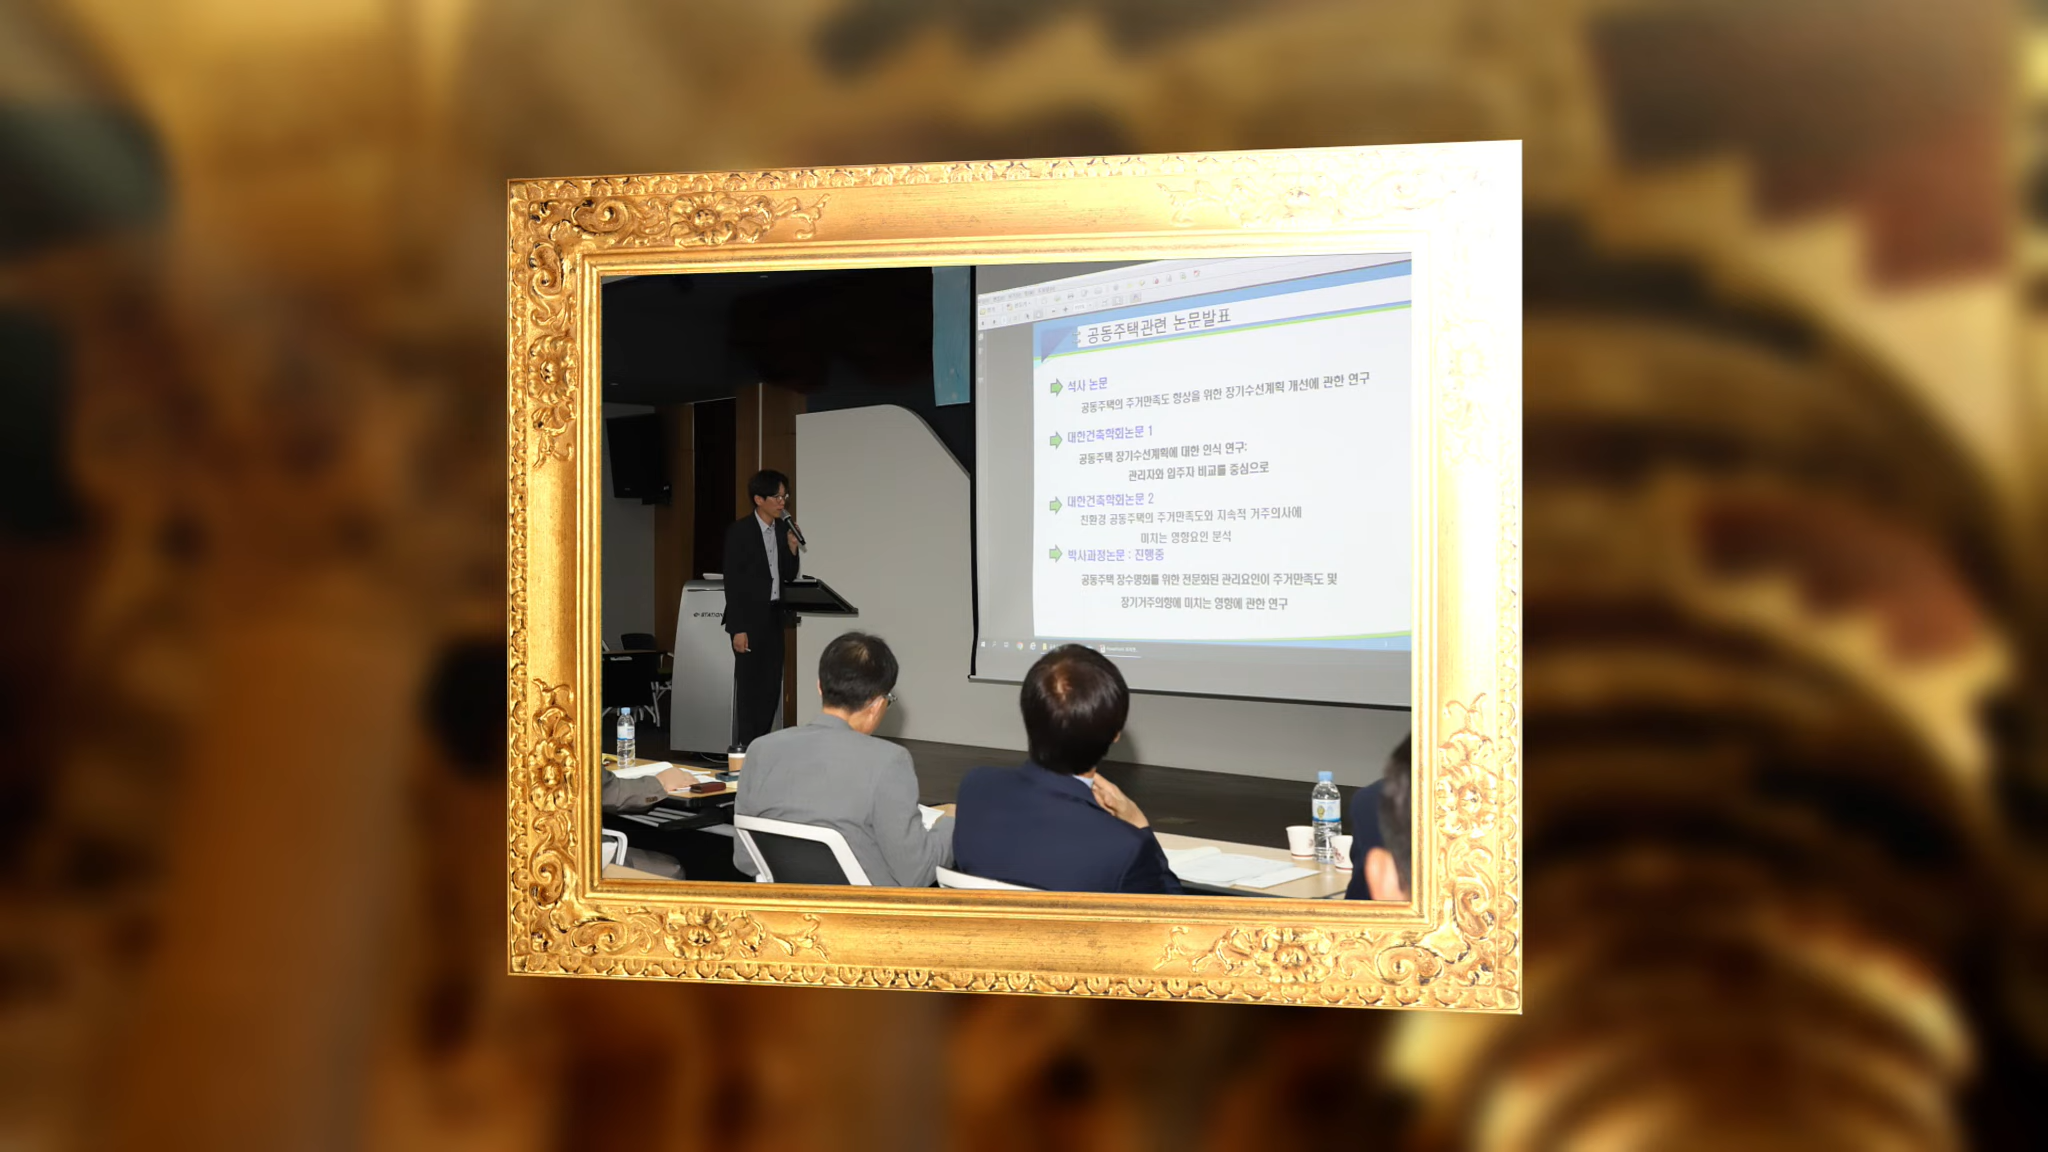 공동주택관련 논문발표
석사 논문
공동주택의 주거만족도 향상을 위한 장기수선계획 개선에 관한 연구
대한건축학회논문 1
공동주택 장기수선계획에 대한 인식 연구:
관리자와 입주자 비교를 중심으로
대한건축학회논문 2
친환경 공동주택의 주거만족도와 지속적 거주의사에
미치는 영향요인 분석
박사과정논문 : 진행중
공동주택 장수명화를 위한 전문화된 관리요인이 주거만족도 및
장기거주의향에 미치는 영향에 관한 연구
e-STATION